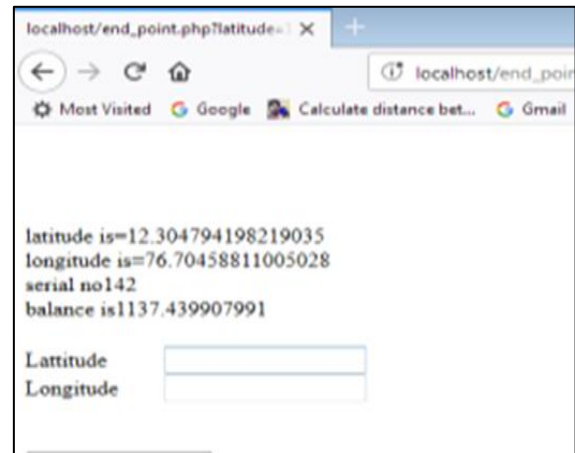 localhost/end_point.php?latitude=1
localhost/end_poin
Most Visited Google Calculate distance bet... Gmail
latitude is=12.304794198219035
longitude is=76.70458811005028
serial no142
balance is1137.439907991
Lattitude
Longitude